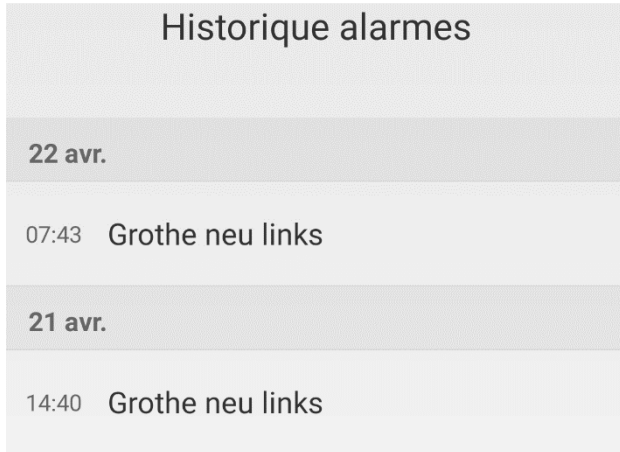 Historique alarmes
22 avr.
07:43 Grothe neu links
21 avr.
14:40 Grothe neu links